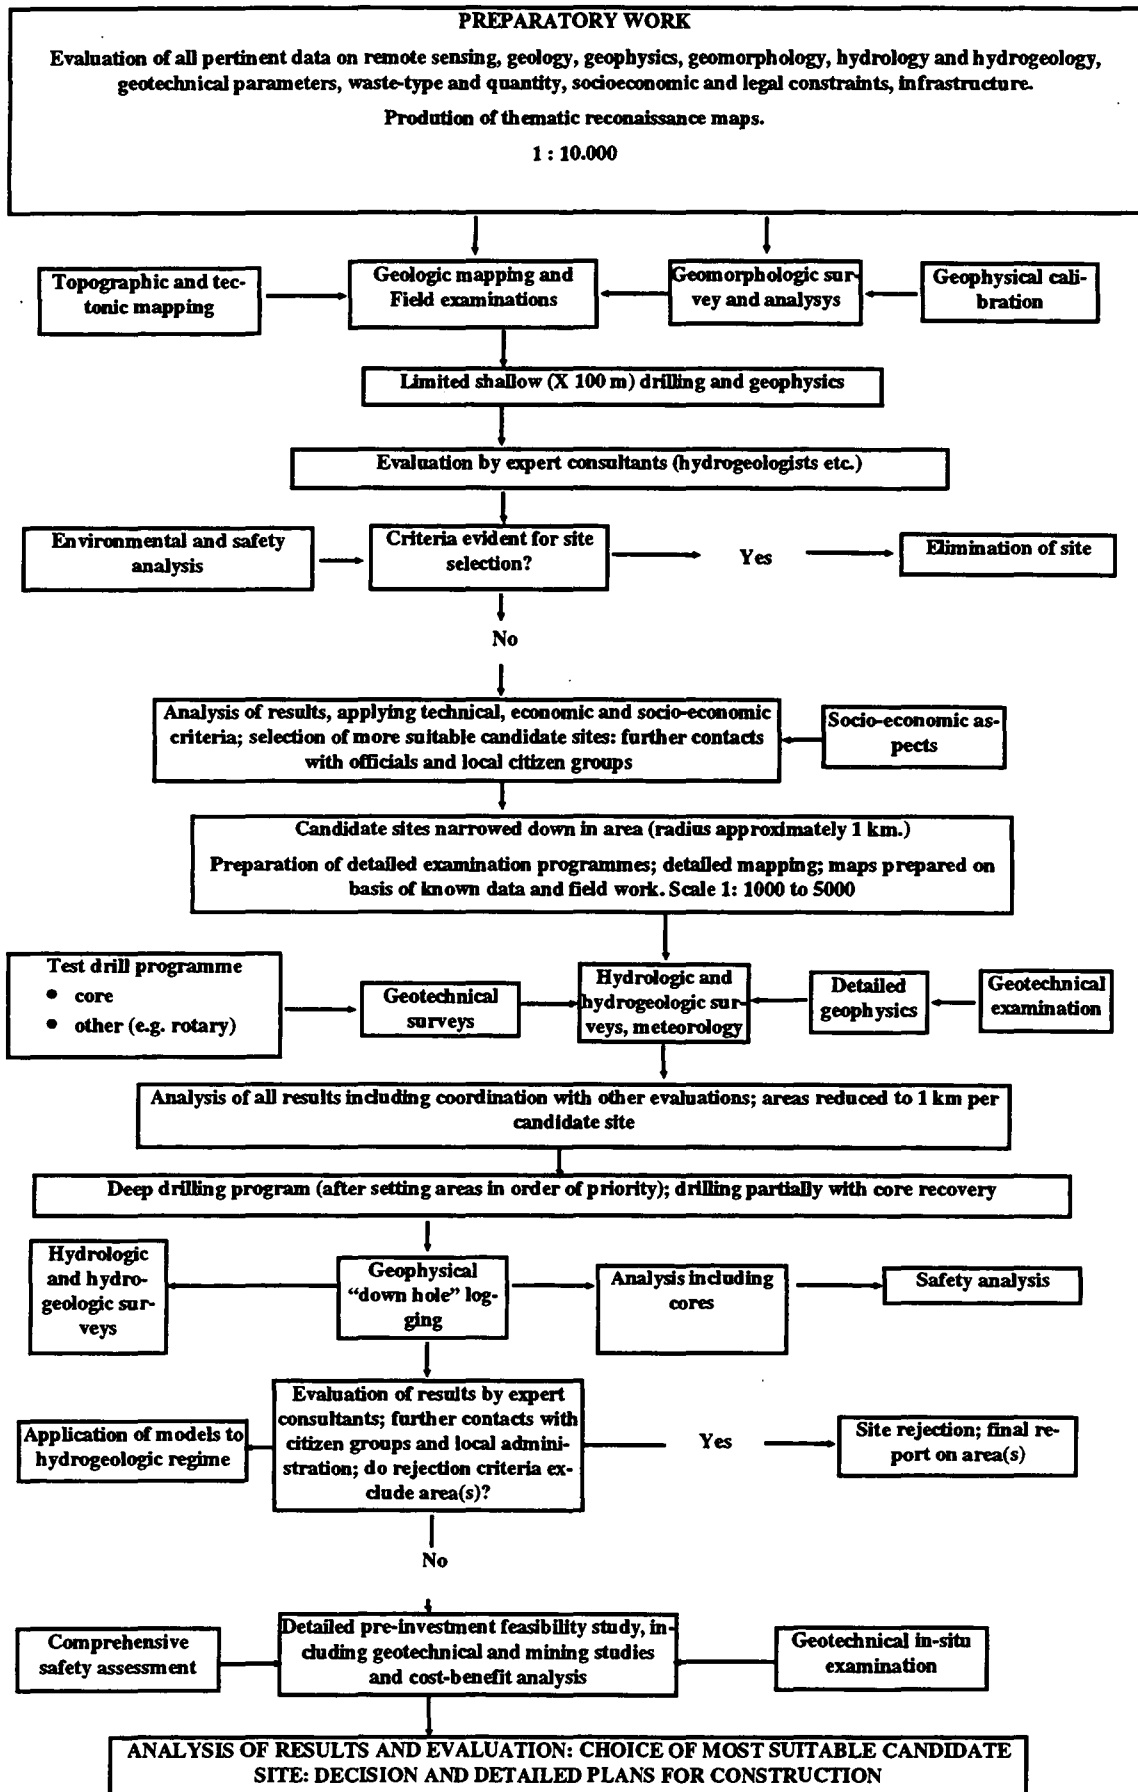 PREPARATORY WORK
Evaluation of all pertinent data on remote sensing, geology, geophysics, geomorphology, hydrology and hydrogeology,
geotechnical parameters, waste-type and quantity, socioeconomic and legal constraints, infrastructure.
Prodution of thematic reconaissance maps.
1 : 10.000
Topographic and tec-
tonic mapping
Geologic mapping and
Field examinations
Geomorphologic sur-
vey and analysys
Geophysical cali-
bration
Limited shallow (X 100 m) drilling and geophysics
Evaluation by expert consultants (hydrogeologists etc.)
Environmental and safety
analysis
Criteria evident for site
selection?
Yes
Elimination of site
No
Analysis of results, applying technical, economic and socio-economic
criteria; selection of more suitable candidate sites: further contacts
with officials and local citizen groups
Socio-economic as-
pects
Candidate sites narrowed down in area (radius approximately 1 km.)
Preparation of detailed examination programmes; detailed mapping; maps prepared on
basis of known data and field work. Scale 1: 1000 to 5000
Test drill programme
• core
• other (e.g. rotary)
Geotechnical
surveys
Hydrologic and
hydrogeologic sur-
veys, meteorology
Detailed
geophysics
Geotechnical
examination
Analysis of all results including coordination with other evaluations; areas reduced to 1 km per
candidate site
Deep drilling program (after setting areas in order of priority); drilling partially with core recovery
Hydrologic
and hydro-
geologic sur-
veys
Geophysical
“down hole” log-
ging
Analysis including
cores
Safety analysis
Application of models to
hydrogeologic regime
Evaluation of results by expert
consultants; further contacts with
citizen groups and local admini-
stration; do rejection criteria ex-
clude area(s)?
Yes
Site rejection; final re-
port on area(s)
No
Comprehensive
safety assessment
Detailed pre-investment feasibility study, in-
cluding geotechnical and mining studies
and cost-benefit analysis
Geotechnical in-situ
examination
ANALYSIS OF RESULTS AND EVALUATION: CHOICE OF MOST SUITABLE CANDIDATE
SITE: DECISION AND DETAILED PLANS FOR CONSTRUCTION